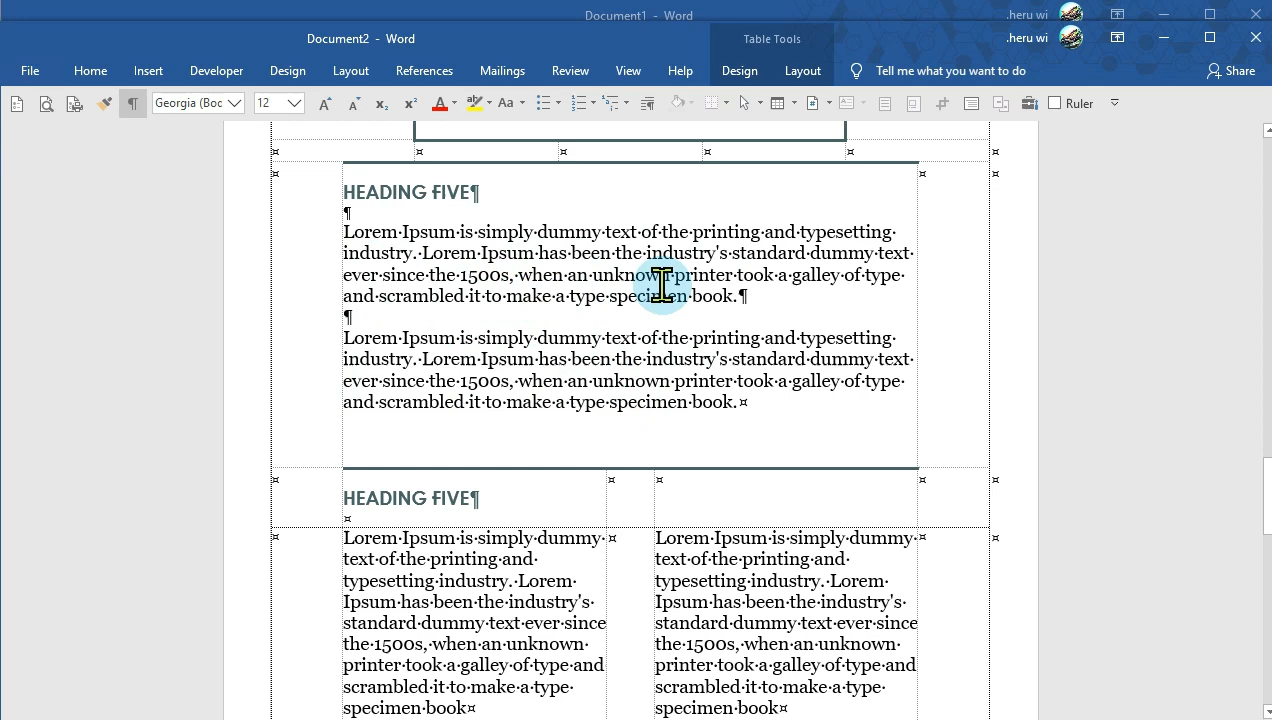 Document1 - Word
.heru wi
Document2 - Word
Table Tools
.heru wi
File Home Insert Developer Design Layout References Mailings Review View Help Design Layout Tell me what you want to do Share
Georgia (Boc 12 Ruler
HEADING FIVE¶
¶
Lorem·Ipsum·is·simply·dummy·text·of·the·printing·and·typesetting·
industry.·Lorem·Ipsum·has·been·the·industry's·standard·dummy·text·
ever·since·the·1500s,·when·an·unknown·printer·took·a·galley·of·type·
and·scrambled·it·to·make·a·type·specimen·book.¶
¶
Lorem·Ipsum·is·simply·dummy·text·of·the·printing·and·typesetting·
industry.·Lorem·Ipsum·has·been·the·industry's·standard·dummy·text·
ever·since·the·1500s,·when·an·unknown·printer·took·a·galley·of·type·
and·scrambled·it·to·make·a·type·specimen·book.¤
HEADING FIVE¶
¤
Lorem·Ipsum·is·simply·dummy·¤
text·of·the·printing·and·
typesetting·industry.·Lorem·
Ipsum·has·been·the·industry's·
standard·dummy·text·ever·since
the·1500s,·when·an·unknown·
printer·took·a·galley·of·type·and
scrambled·it·to·make·a·type·
specimen·book¤
Lorem·Ipsum·is·simply·dummy·¤
text·of·the·printing·and·
typesetting·industry.·Lorem·
Ipsum·has·been·the·industry's·
standard·dummy·text·ever·since
the·1500s,·when·an·unknown·
printer·took·a·galley·of·type·and
scrambled·it·to·make·a·type·
specimen·book¤